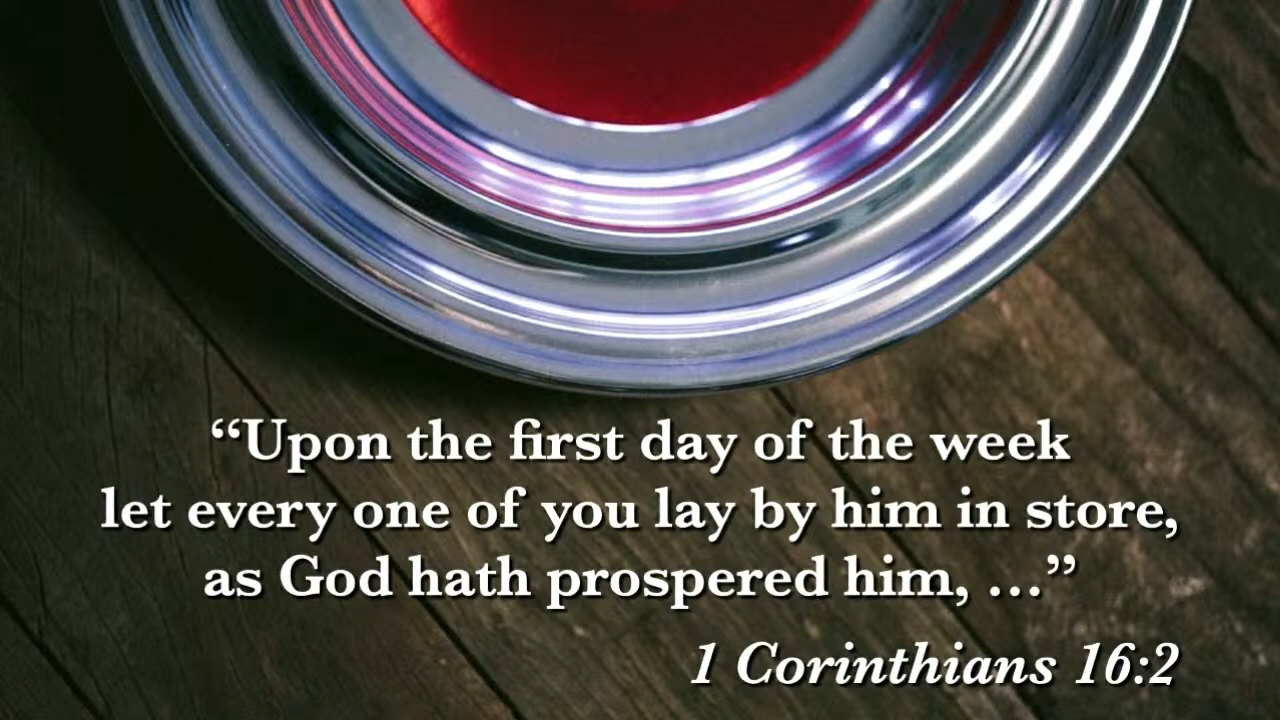 “Upon the first day of the week
let every one of you lay by him in store,
as God hath prospered him, …”
1 Corinthians 16:2